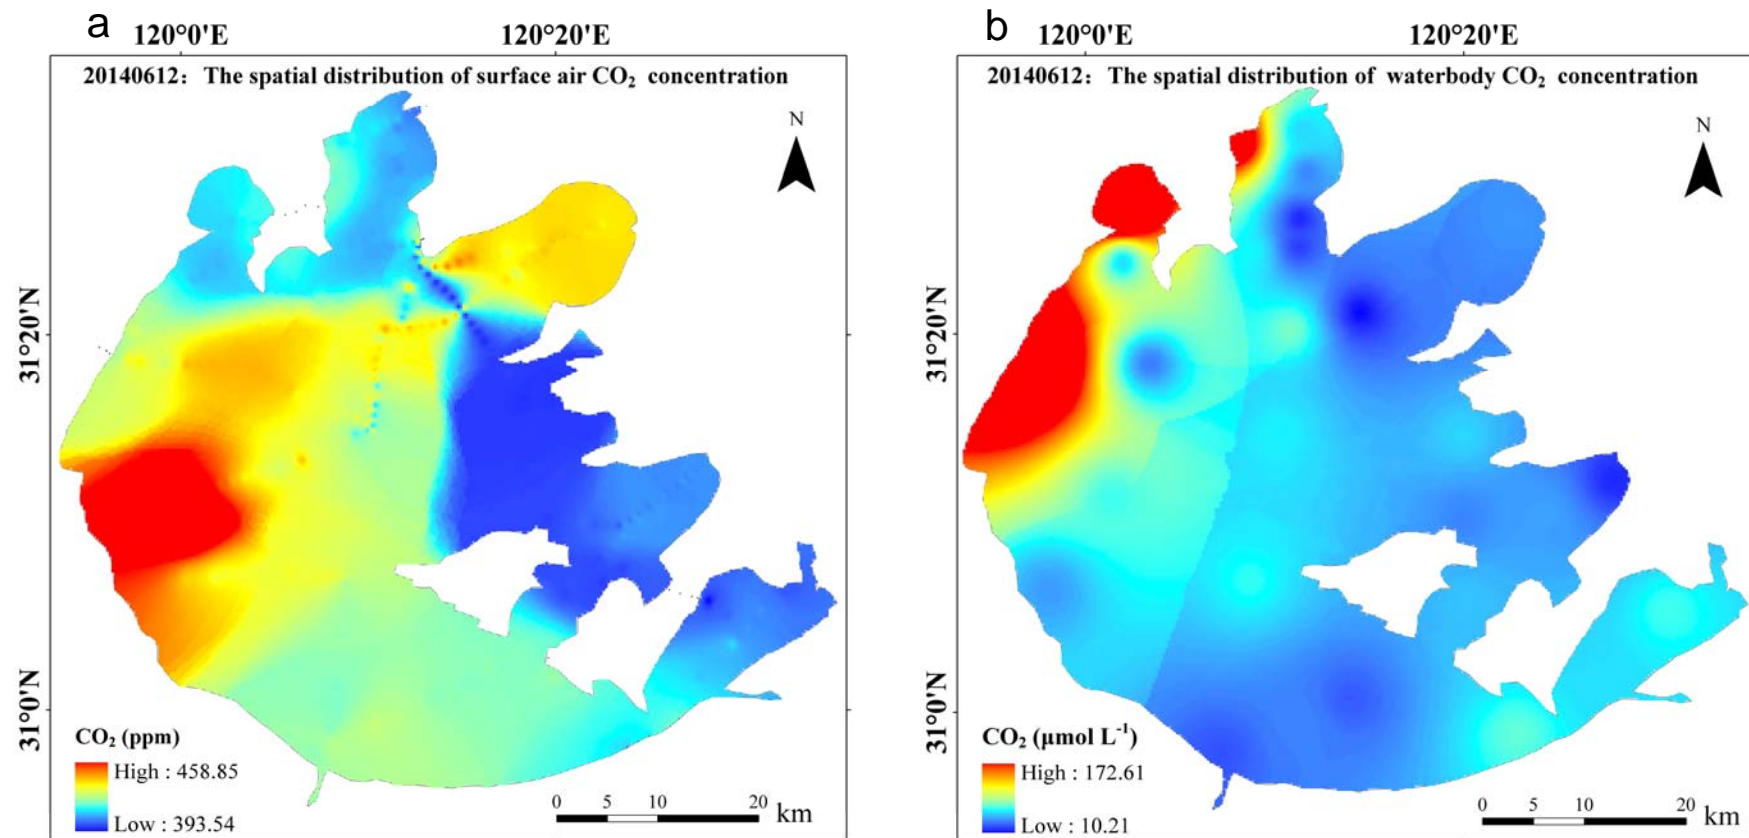 a
120°0'E 120°20'E
20140612: The spatial distribution of surface air CO₂ concentration
N
31°20'N
31°0'N
CO₂ (ppm)
High : 458.85
Low : 393.54
0 5 10 20
km
b
120°0'E 120°20'E
20140612: The spatial distribution of waterbody CO₂ concentration
N
31°20'N
31°0'N
CO₂ (µmol L⁻¹)
High : 172.61
Low : 10.21
0 5 10 20
km